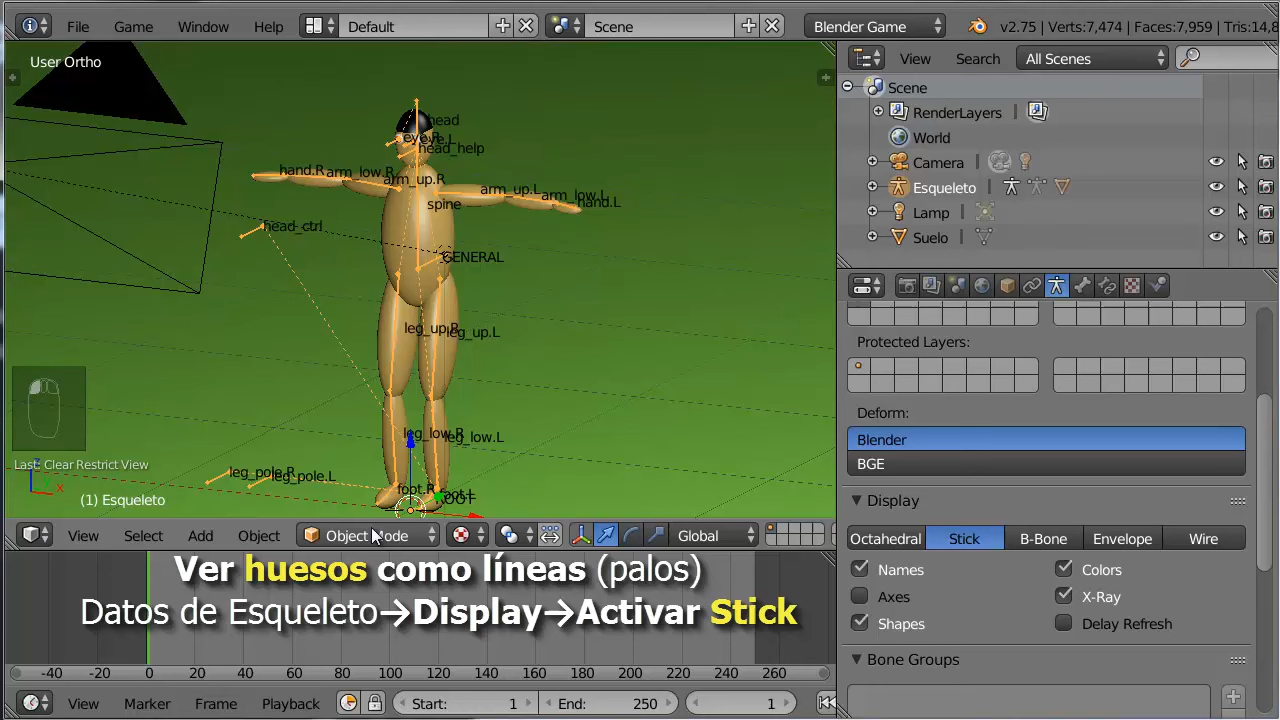 File Game Window Help Default Scene Blender Game v2.75 | Verts:7,474 | Faces:7,959 | Tris:14,8
User Ortho
View Search All Scenes
Scene
RenderLayers
World
Camera
Esqueleto
Lamp
Suelo
head
eye.R
eye.L
head_help
hand.R
arm_low.R
arm_up.R
arm_up.L
arm_low.L
hand.L
spine
head_ctrl
GENERAL
leg_up.R
leg_up.L
leg_low.R
leg_low.L
leg_pole.R
leg_pole.L
foot.R
foot.L
ROOT
Last: Clear Restrict View
z
y
x
(1) Esqueleto
View Select Add Object Object Mode Global
Protected Layers:
Deform:
Blender
BGE
Display
Octahedral Stick B-Bone Envelope Wire
Names Colors
Axes X-Ray
Shapes Delay Refresh
Bone Groups
Ver huesos como líneas (palos)
Datos de Esqueleto→Display→Activar Stick
-40 -20 0 20 40 60 80 100 120 140 160 180 200 220 240 260
View Marker Frame Playback Start: 1 End: 250 1